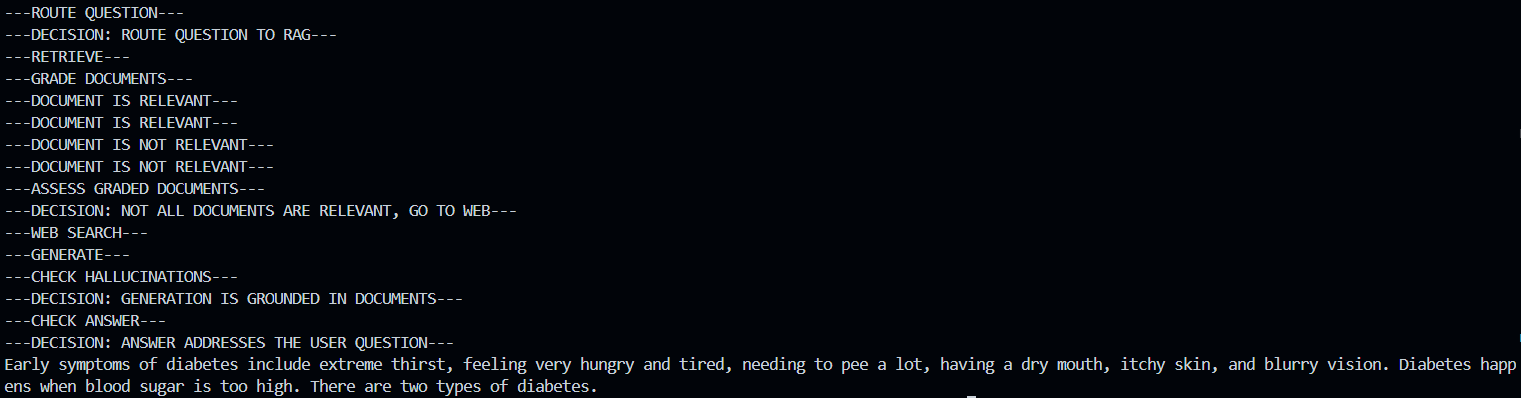 ---ROUTE QUESTION---
---DECISION: ROUTE QUESTION TO RAG---
---RETRIEVE---
---GRADE DOCUMENTS---
---DOCUMENT IS RELEVANT---
---DOCUMENT IS RELEVANT---
---DOCUMENT IS NOT RELEVANT---
---DOCUMENT IS NOT RELEVANT---
---ASSESS GRADED DOCUMENTS---
---DECISION: NOT ALL DOCUMENTS ARE RELEVANT, GO TO WEB---
---WEB SEARCH---
---GENERATE---
---CHECK HALLUCINATIONS---
---DECISION: GENERATION IS GROUNDED IN DOCUMENTS---
---CHECK ANSWER---
---DECISION: ANSWER ADDRESSES THE USER QUESTION---
Early symptoms of diabetes include extreme thirst, feeling very hungry and tired, needing to pee a lot, having a dry mouth, itchy skin, and blurry vision. Diabetes happ
ens when blood sugar is too high. There are two types of diabetes.